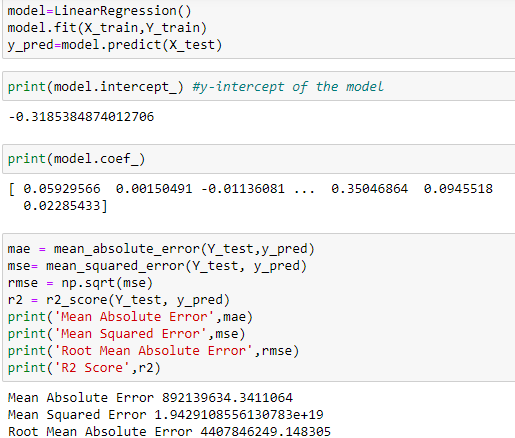 model=LinearRegression()
model.fit(X_train,Y_train)
y_pred=model.predict(X_test)
print(model.intercept_) #y-intercept of the model
-0.3185384874012706
print(model.coef_)
[ 0.05929566  0.00150491 -0.01136081 ...  0.35046864  0.0945518
  0.02285433]
mae = mean_absolute_error(Y_test,y_pred)
mse= mean_squared_error(Y_test, y_pred)
rmse = np.sqrt(mse)
r2 = r2_score(Y_test, y_pred)
print('Mean Absolute Error',mae)
print('Mean Squared Error',mse)
print('Root Mean Absolute Error',rmse)
print('R2 Score',r2)
Mean Absolute Error 892139634.3411064
Mean Squared Error 1.9429108556130783e+19
Root Mean Absolute Error 4407846249.148305